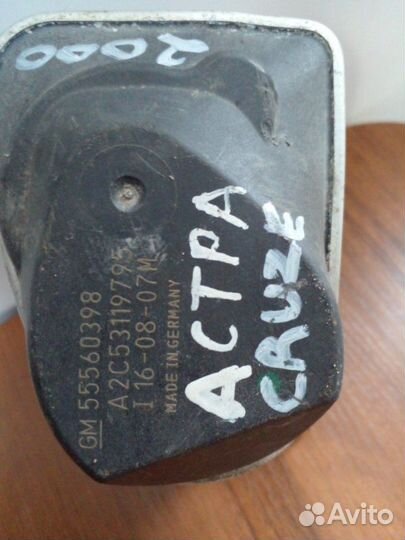 2000
GM 55560398
A2C53119795
I 16-08-07M
MADE IN GERMANY
АСТРА
CRUZE
Avito